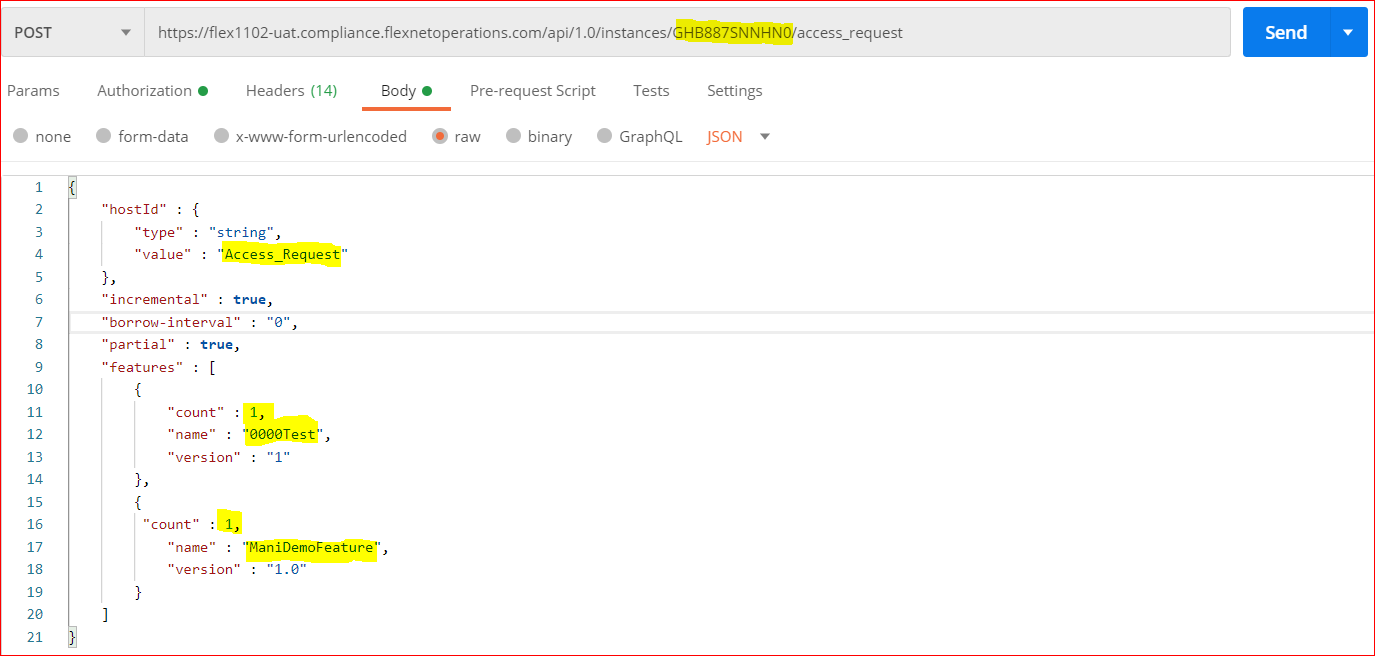 POST https://flex1102-uat.compliance.flexnetoperations.com/api/1.0/instances/GHB887SNNHN0/access_request Send
Params Authorization Headers (14) Body Pre-request Script Tests Settings
none form-data x-www-form-urlencoded raw binary GraphQL JSON
1 {
2 "hostId" : {
3 "type" : "string",
4 "value" : "Access_Request"
5 },
6 "incremental" : true,
7 "borrow-interval" : "0",
8 "partial" : true,
9 "features" : [
10 {
11 "count" : 1,
12 "name" : "0000Test",
13 "version" : "1"
14 },
15 {
16 "count" : 1,
17 "name" : "ManiDemoFeature",
18 "version" : "1.0"
19 }
20 ]
21 }